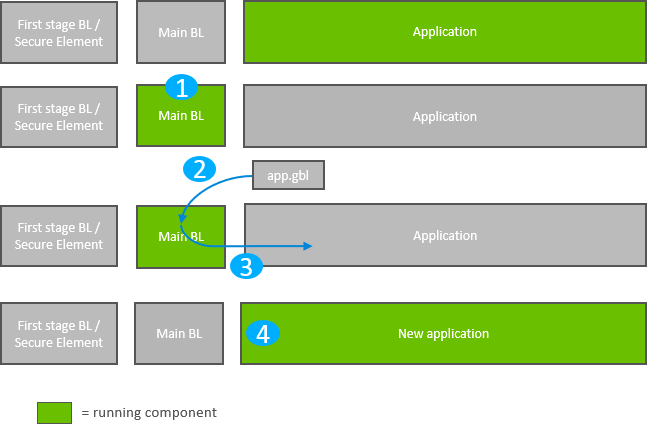 First stage BL /
Secure Element
Main BL
Application
1
First stage BL /
Secure Element
Main BL
Application
2
app.gbl
First stage BL /
Secure Element
Main BL
Application
3
First stage BL /
Secure Element
Main BL
4
New application
= running component